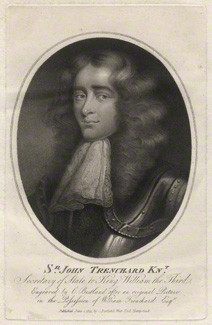 Sr. JOHN TRENCHARD Knt.
Secretary of State to King William the Third
Engraved by C. Bestland after an original Picture
in the Possession of William Trenchard Esqr.